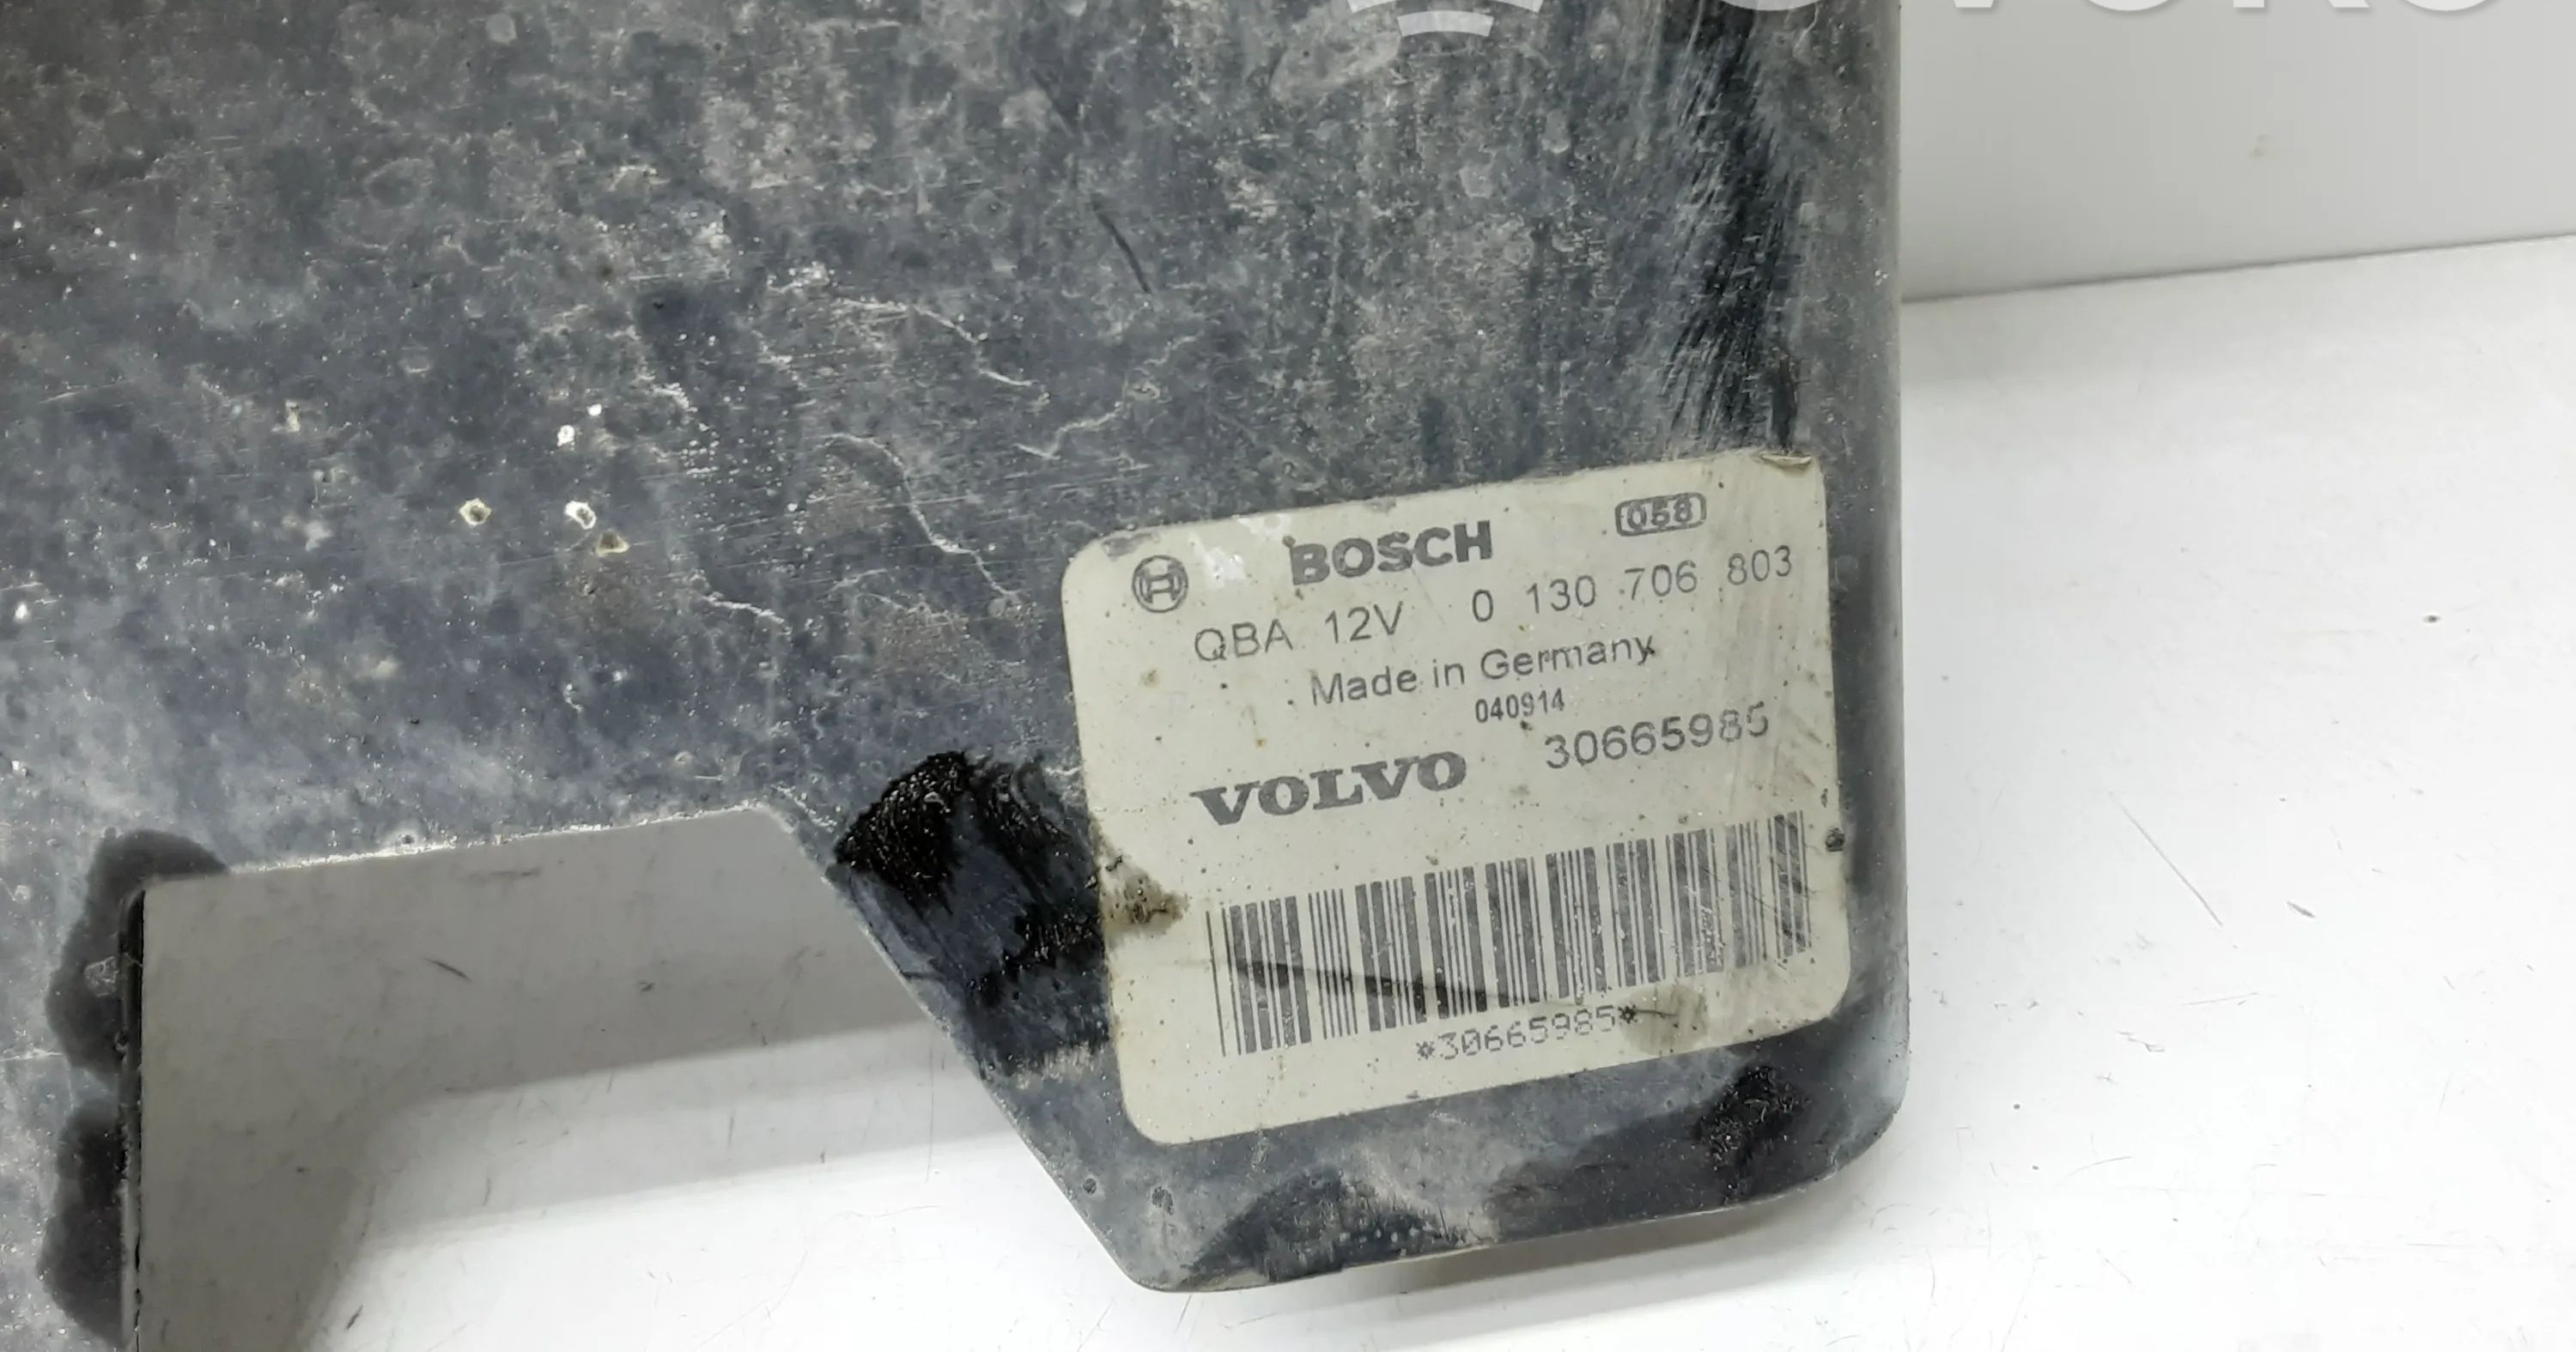 BOSCH 058
QBA 12V 0 130 706 803
Made in Germany
040914
VOLVO 30665985
*30665985*